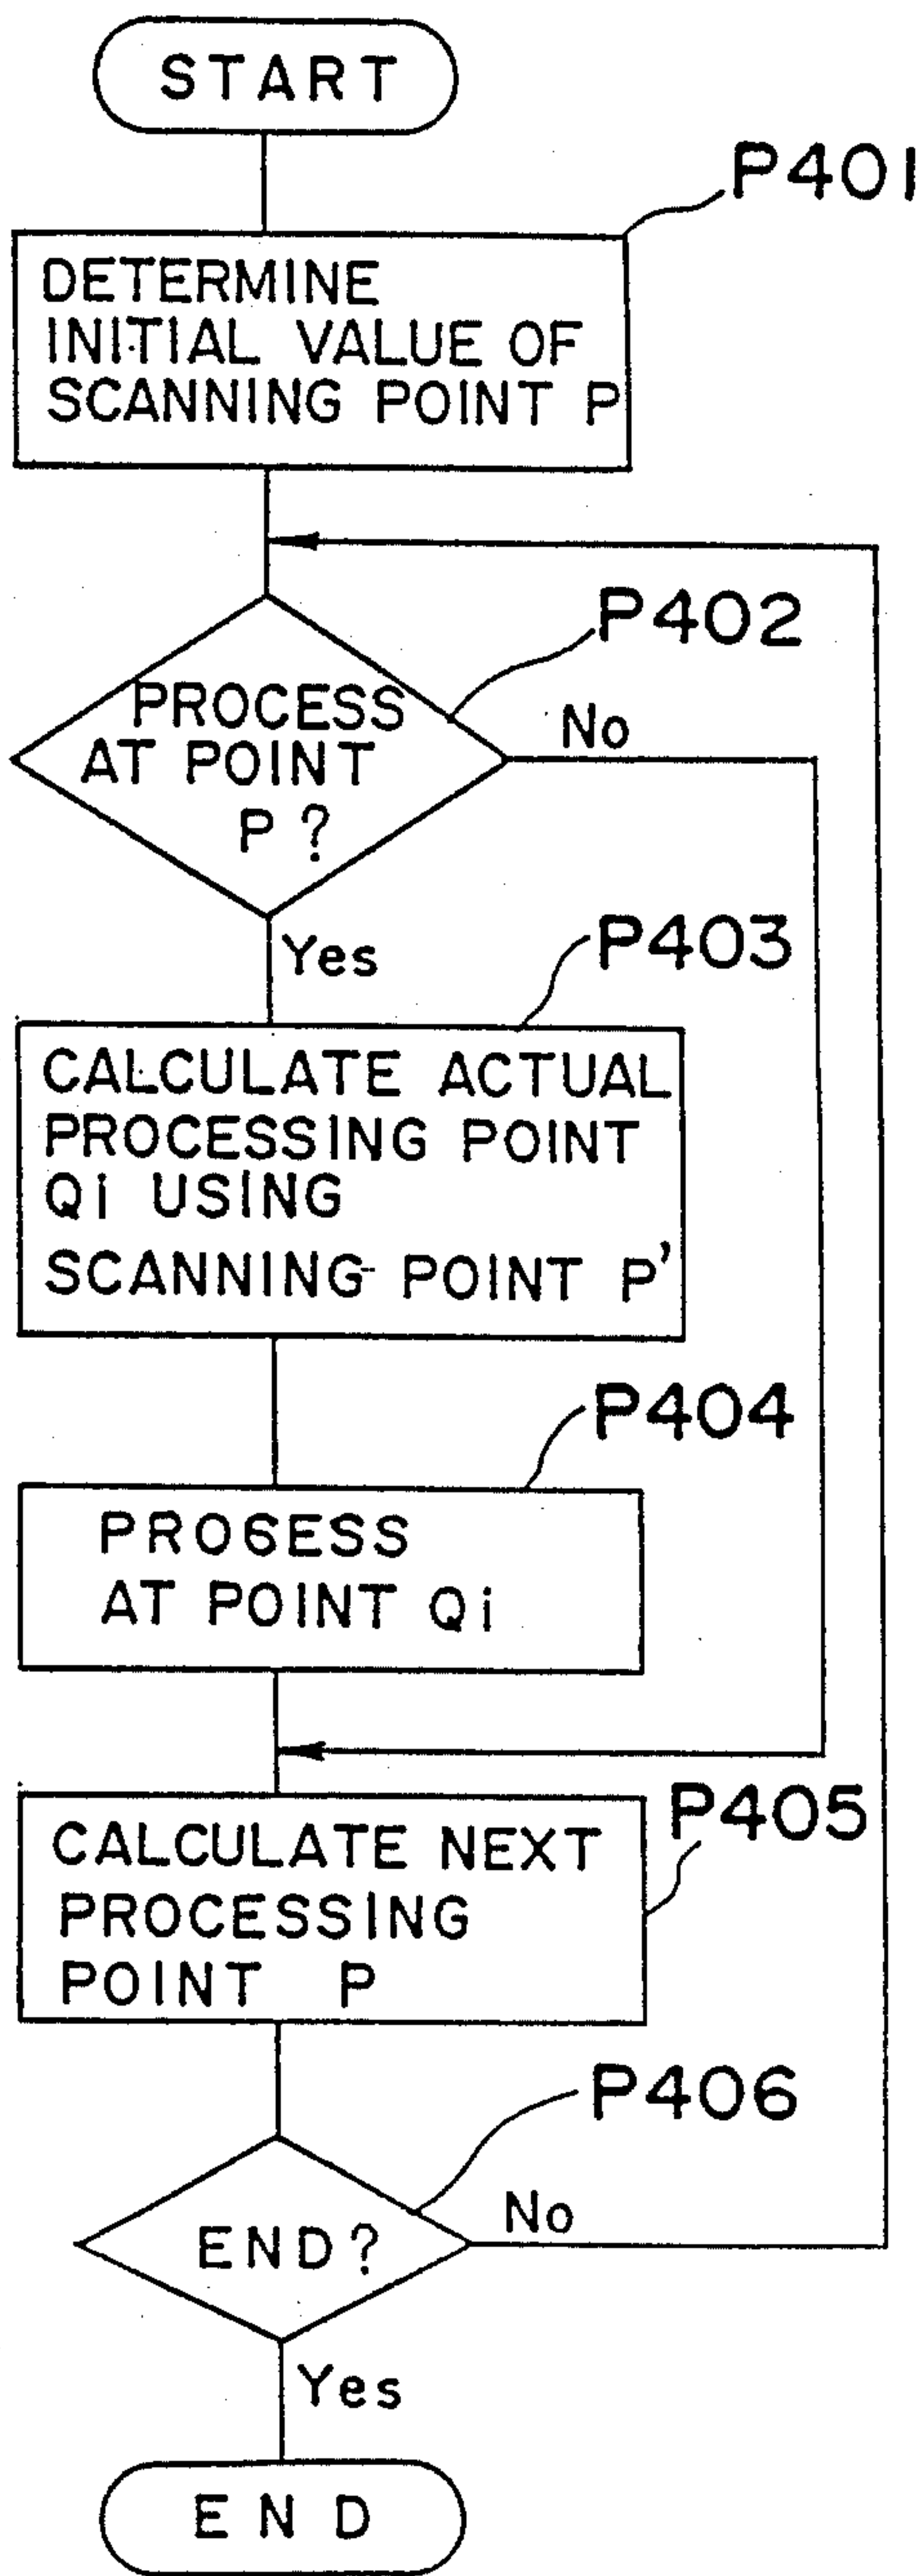 START
P401
DETERMINE
INITIAL VALUE OF
SCANNING POINT P
P402
PROCESS
AT POINT
P?
No
Yes
P403
CALCULATE ACTUAL
PROCESSING POINT
Qi USING
SCANNING POINT P'
P404
PRO6ESS
AT POINT Qi
P405
CALCULATE NEXT
PROCESSING
POINT P
P406
END?
No
Yes
END